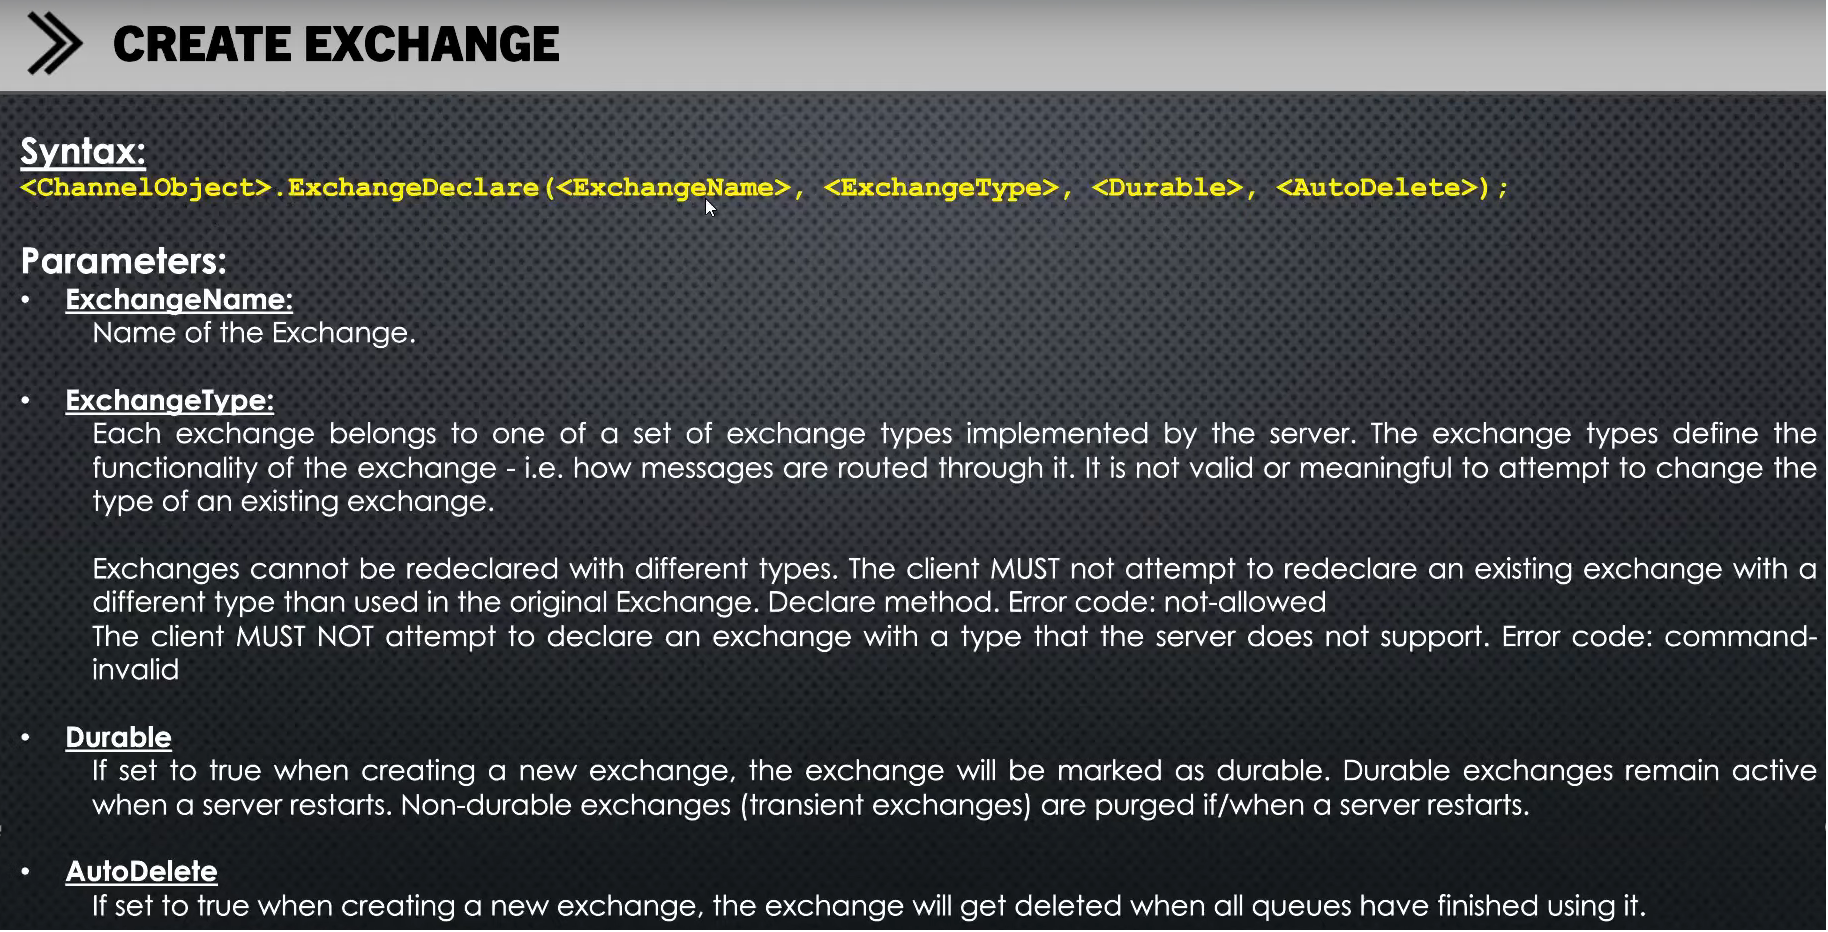 CREATE EXCHANGE
Syntax:
<ChannelObject>.ExchangeDeclare(<ExchangeName>, <ExchangeType>, <Durable>, <AutoDelete>);
Parameters:
• ExchangeName:
Name of the Exchange.
• ExchangeType:
Each exchange belongs to one of a set of exchange types implemented by the server. The exchange types define the
functionality of the exchange - i.e. how messages are routed through it. It is not valid or meaningful to attempt to change the
type of an existing exchange.
Exchanges cannot be redeclared with different types. The client MUST not attempt to redeclare an existing exchange with a
different type than used in the original Exchange. Declare method. Error code: not-allowed
The client MUST NOT attempt to declare an exchange with a type that the server does not support. Error code: command-
invalid
• Durable
If set to true when creating a new exchange, the exchange will be marked as durable. Durable exchanges remain active
when a server restarts. Non-durable exchanges (transient exchanges) are purged if/when a server restarts.
• AutoDelete
If set to true when creating a new exchange, the exchange will get deleted when all queues have finished using it.